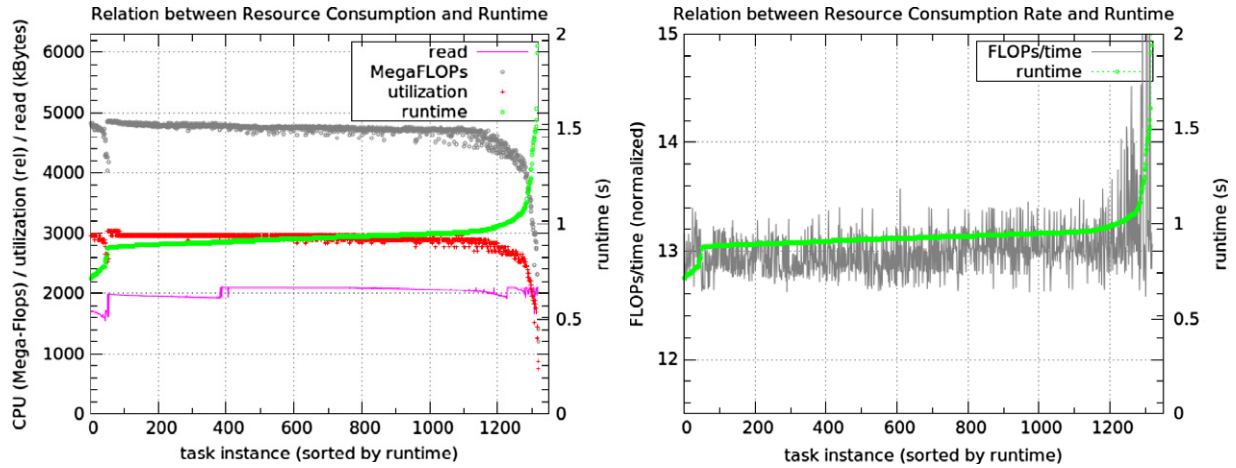 Relation between Resource Consumption and Runtime
CPU (Mega-Flops) / utilization (rel) / read (kBytes)
6000
5000
4000
3000
2000
1000
0
read
MegaFLOPs
utilization
runtime
2
1.5
1
0.5
0
runtime (s)
0 200 400 600 800 1000 1200
task instance (sorted by runtime)
Relation between Resource Consumption Rate and Runtime
FLOPs/time (normalized)
15
14
13
12
FLOPs/time
runtime
2
1.5
1
0.5
0
runtime (s)
0 200 400 600 800 1000 1200
task instance (sorted by runtime)